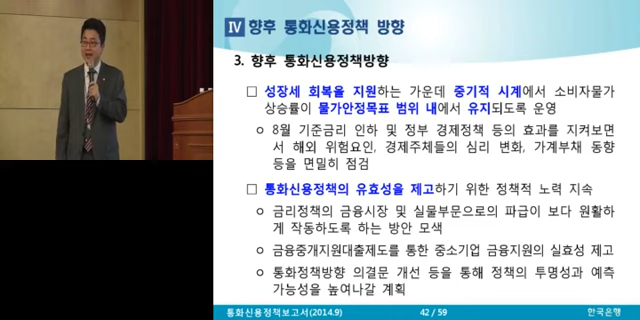 Ⅳ 향후 통화신용정책 방향
3. 향후 통화신용정책방향
□ 성장세 회복을 지원하는 가운데 중기적 시계에서 소비자물가
상승률이 물가안정목표 범위 내에서 유지되도록 운영
ㅇ 8월 기준금리 인하 및 정부 경제정책 등의 효과를 지켜보면
서 해외 위험요인, 경제주체들의 심리 변화, 가계부채 동향
등을 면밀히 점검
□ 통화신용정책의 유효성을 제고하기 위한 정책적 노력 지속
ㅇ 금리정책의 금융시장 및 실물부문으로의 파급이 보다 원활하
게 작동하도록 하는 방안 모색
ㅇ 금융중개지원대출제도를 통한 중소기업 금융지원의 실효성 제고
ㅇ 통화정책방향 의결문 개선 등을 통해 정책의 투명성과 예측
가능성을 높여나갈 계획
통화신용정책보고서(2014.9) 42 / 59 한국은행